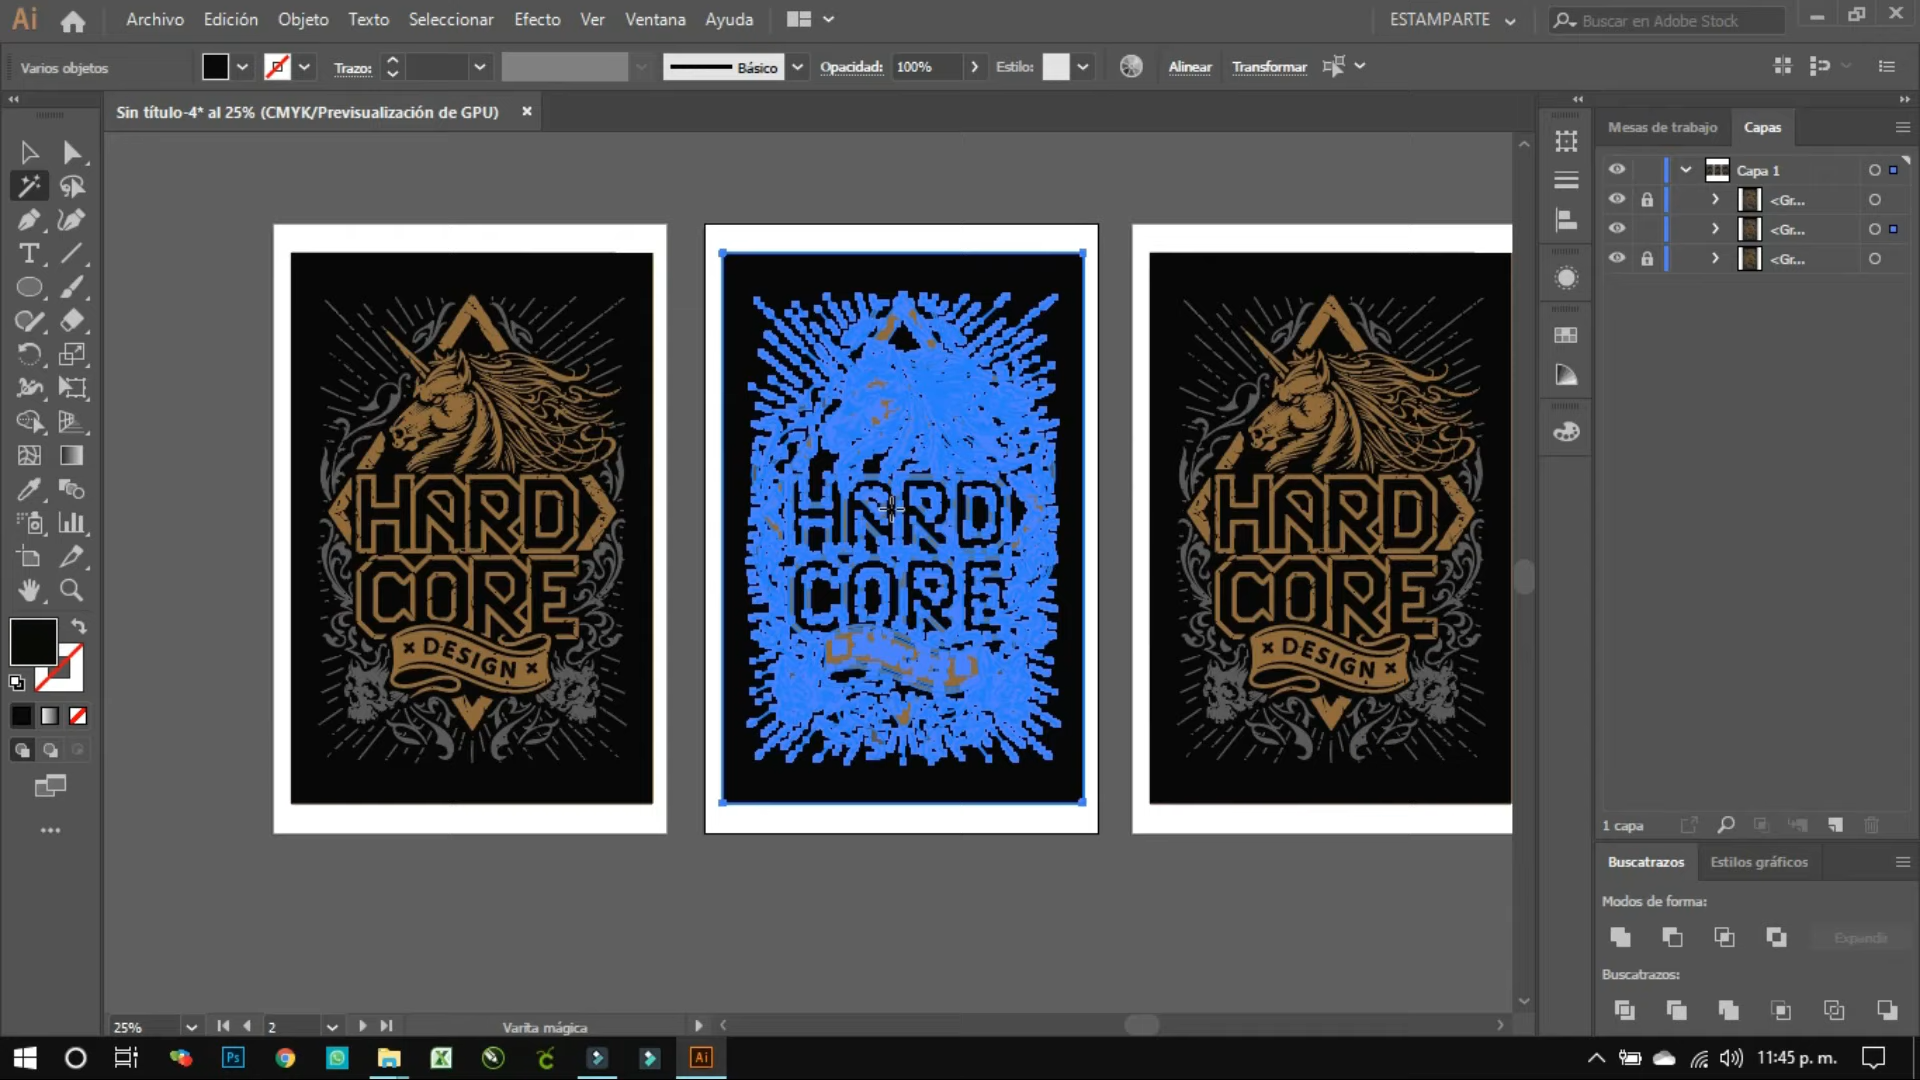 Ai Archivo Edición Objeto Texto Seleccionar Efecto Ver Ventana Ayuda ESTAMPARTE Buscar en Adobe Stock
Varios objetos Trazo: Básico Opacidad: 100% Estilo: Alinear Transformar
Sin título-4* al 25% (CMYK/Previsualización de GPU)
Mesas de trabajo Capas
Capa 1
<Gr...
<Gr...
<Gr...
HARD
CORE
DESIGN
HARD
CORE
HARD
CORE
DESIGN
1 capa
Buscatrazos Estilos gráficos
Modos de forma:
Expandir
Buscatrazos:
25% 2 Varita mágica
Ps Ai 11:45 p. m.